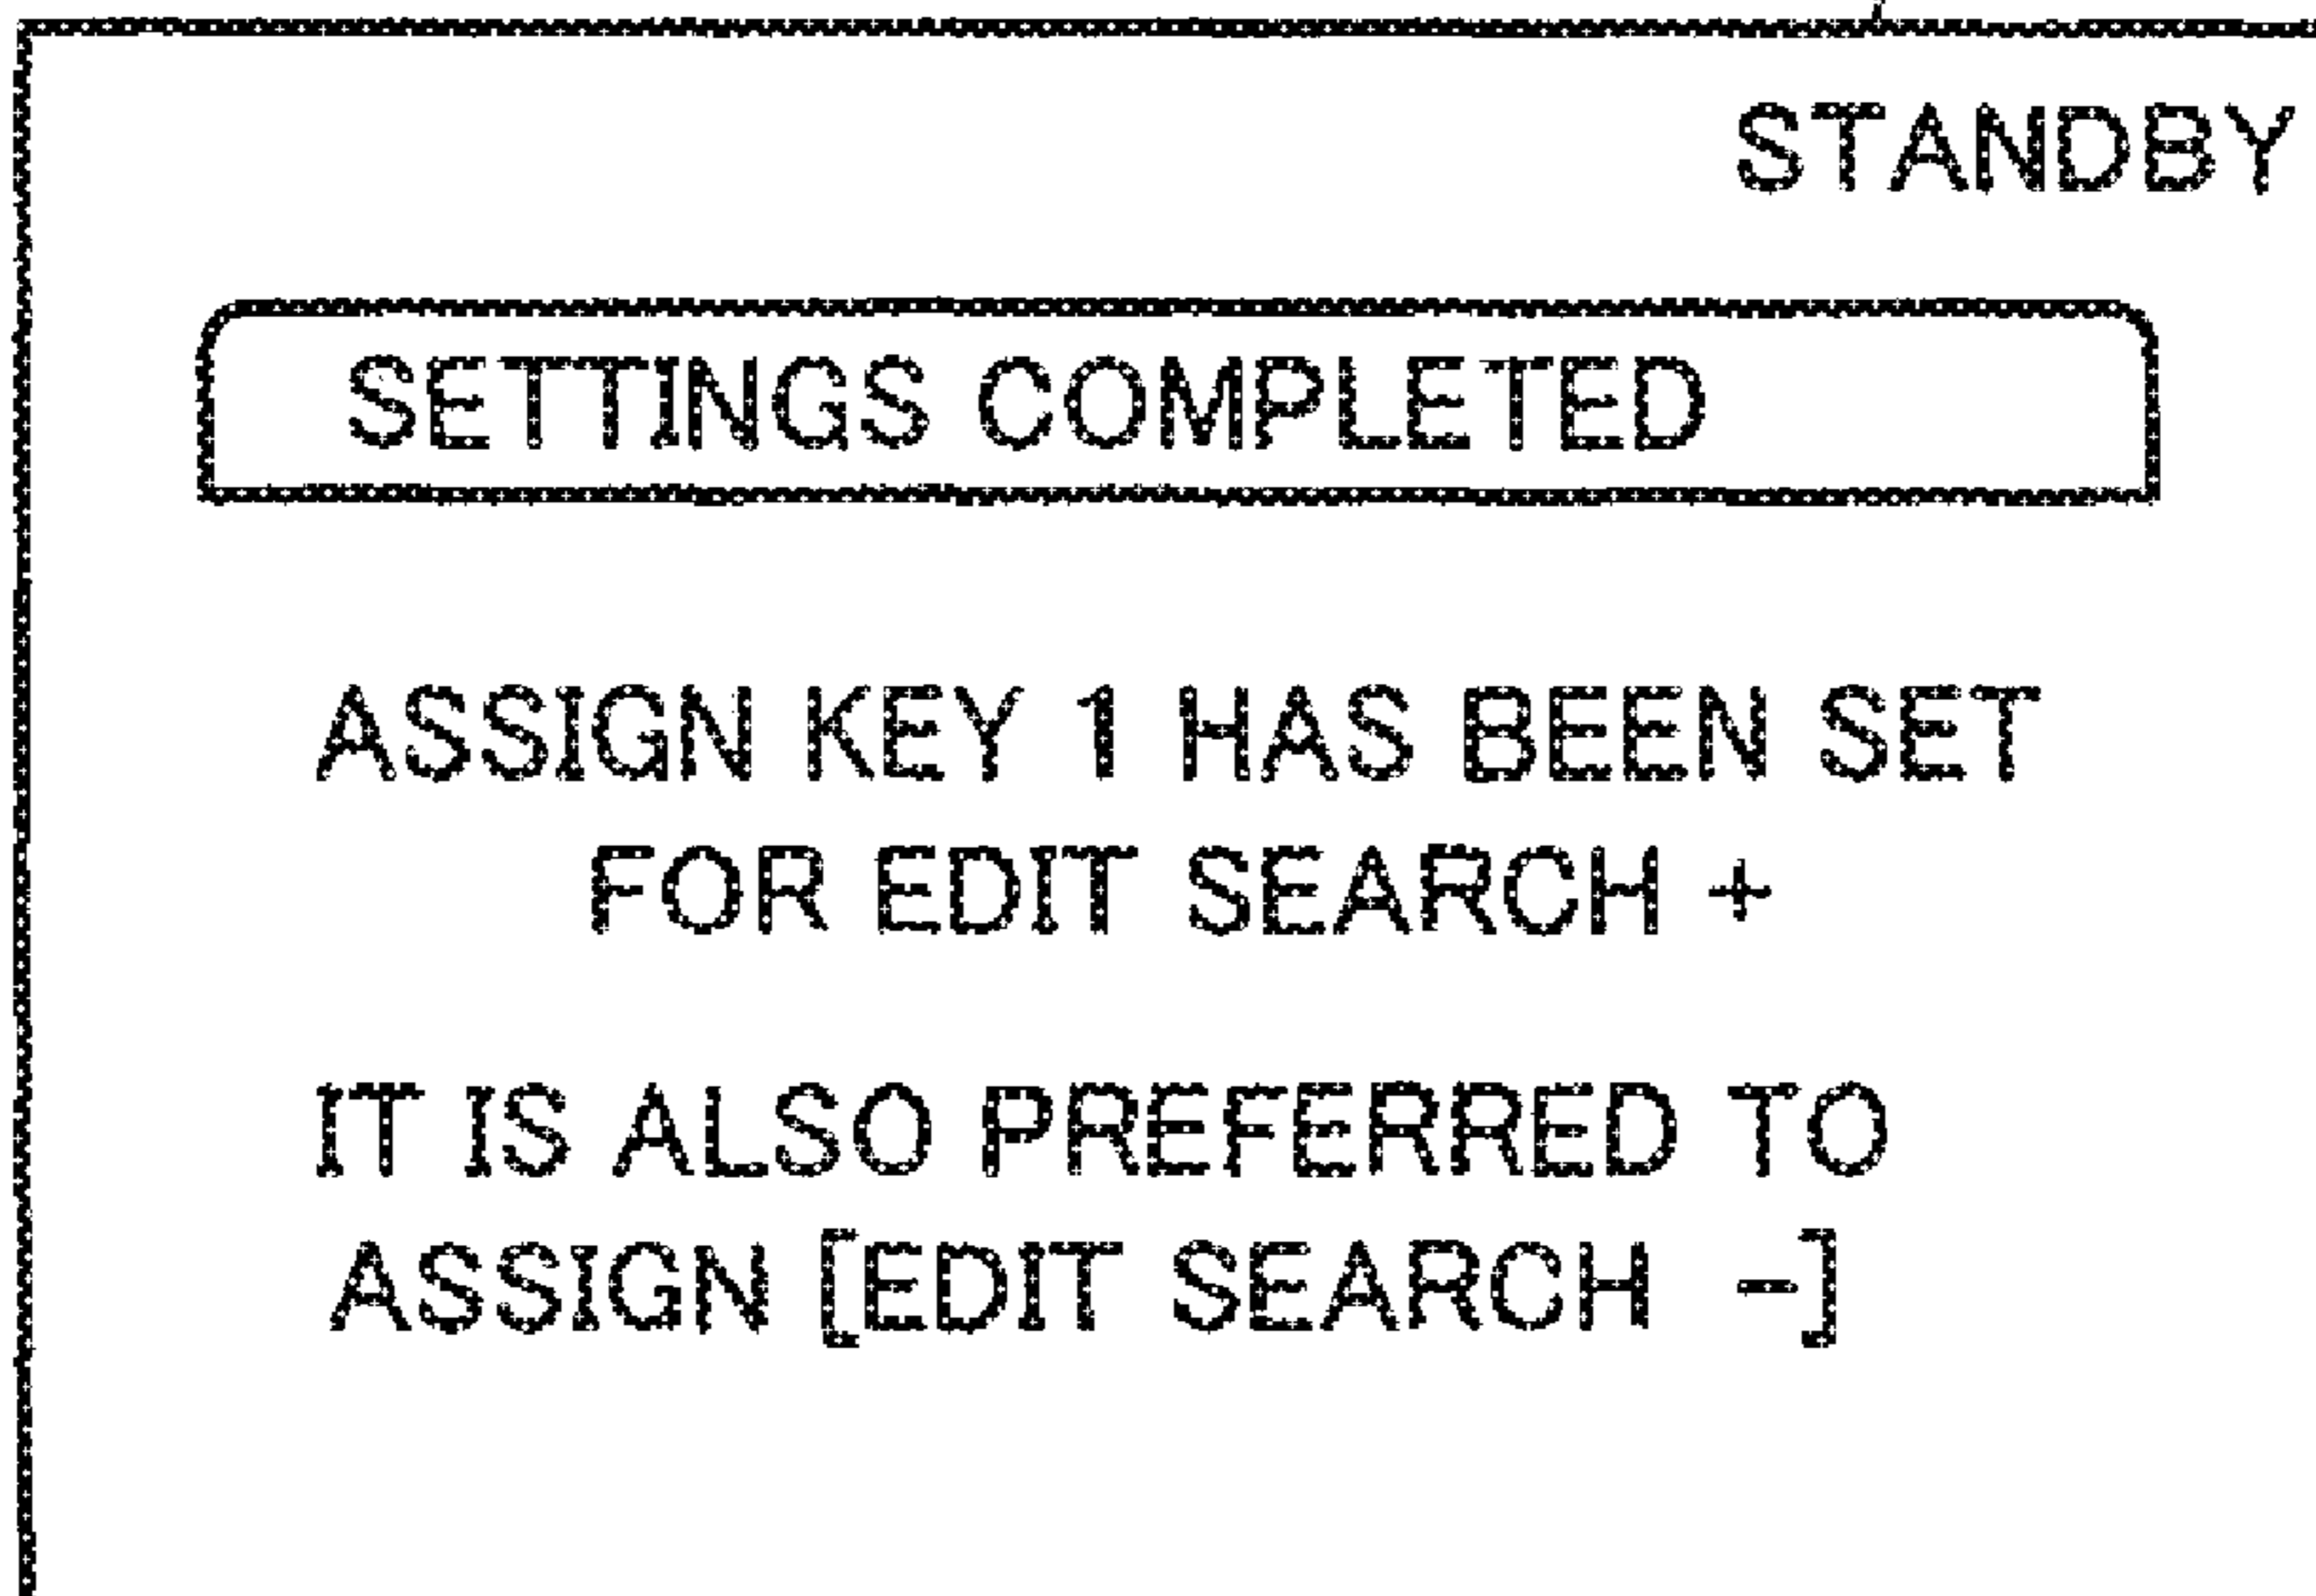 STANDBY
SETTINGS COMPLETED
ASSIGN KEY 1 HAS BEEN SET
FOR EDIT SEARCH +
IT IS ALSO PREFERRED TO
ASSIGN [EDIT SEARCH -]